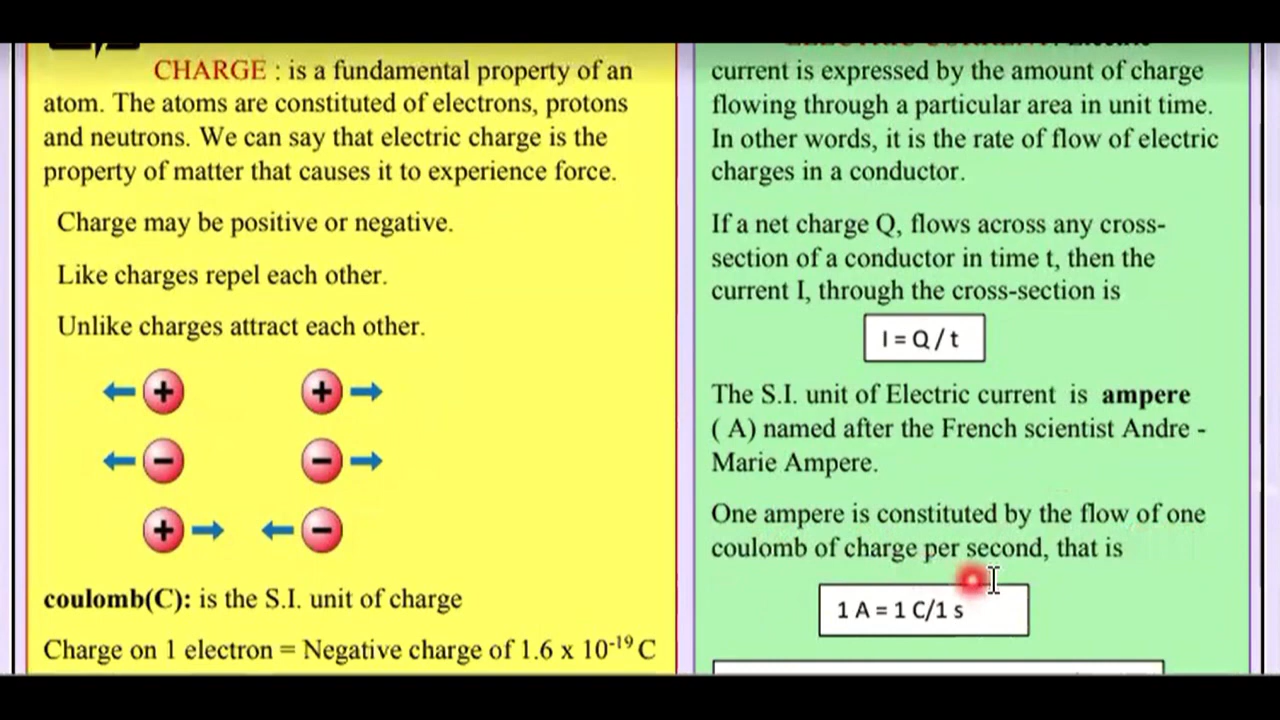 CHARGE : is a fundamental property of an
atom. The atoms are constituted of electrons, protons
and neutrons. We can say that electric charge is the
property of matter that causes it to experience force.
Charge may be positive or negative.
Like charges repel each other.
Unlike charges attract each other.
+ +
− −
+ −
coulomb(C): is the S.I. unit of charge
Charge on 1 electron = Negative charge of 1.6 x 10⁻¹⁹ C
current is expressed by the amount of charge
flowing through a particular area in unit time.
In other words, it is the rate of flow of electric
charges in a conductor.
If a net charge Q, flows across any cross-
section of a conductor in time t, then the
current I, through the cross-section is
I = Q / t
The S.I. unit of Electric current is ampere
( A) named after the French scientist Andre -
Marie Ampere.
One ampere is constituted by the flow of one
coulomb of charge per second, that is
1 A = 1 C/1 s